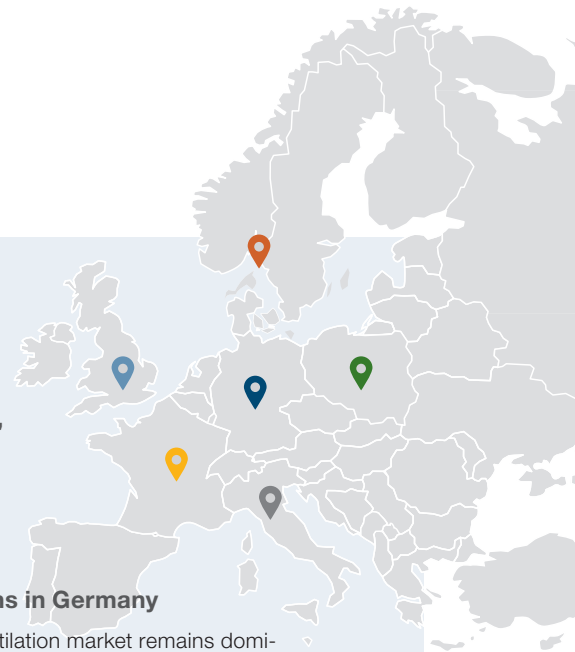 ,
ns in Germany
tilation market remains domi-